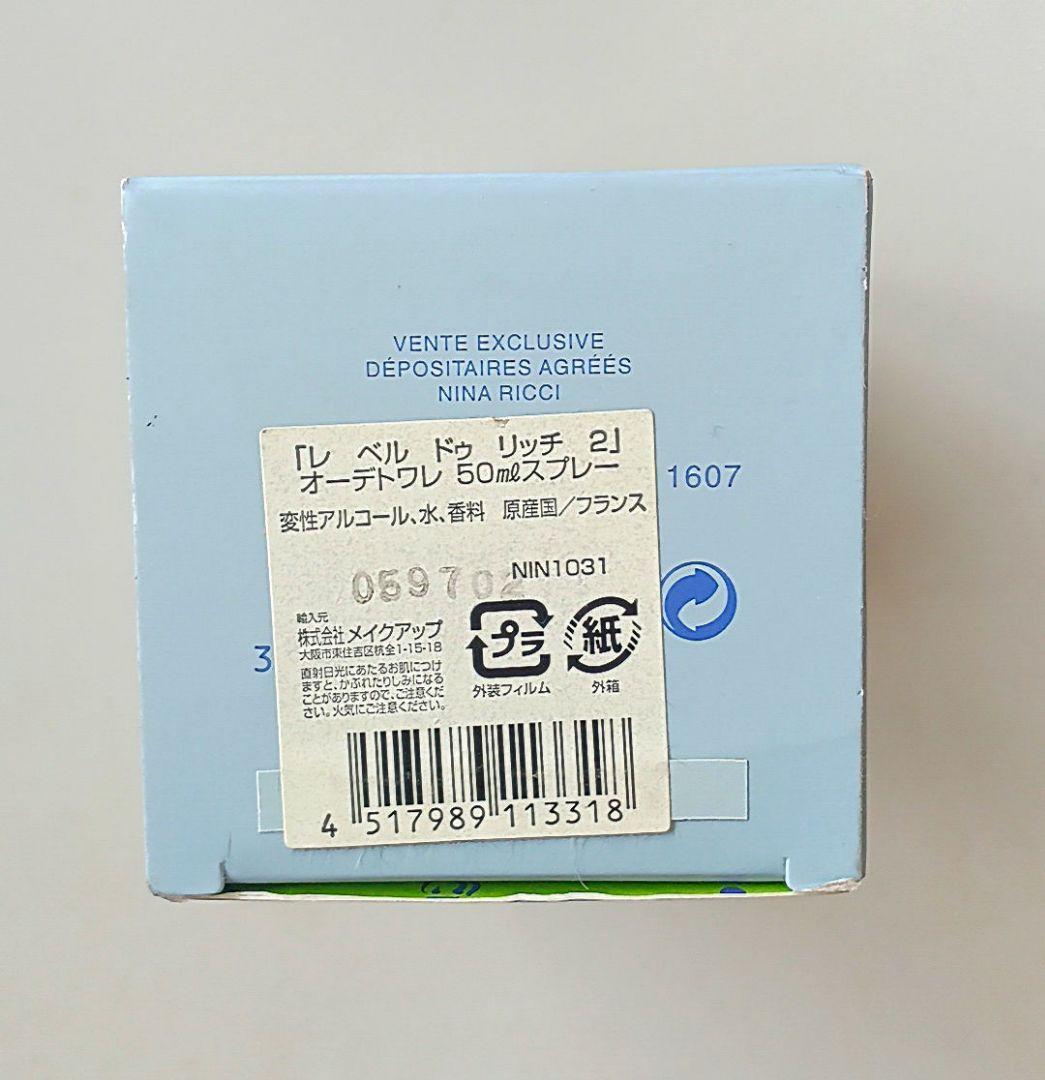 VENTE EXCLUSIVE
DÉPOSITAIRES AGRÉÉS
NINA RICCI
「レ ベル ドゥ リッチ 2」
オーデトワレ 50㎖スプレー
1607
変性アルコール、水、香料 原産国／フランス
NIN1031
輸入元
株式会社 メイクアップ
大阪市東住吉区杭全1-15-18
3
直射日光にあたるお肌につけ
ますと、かぶれたりしみになる
ことがありますので、ご注意くだ
さい。火気にご注意ください。
プラ
外装フィルム
紙
外箱
4 517989 113318